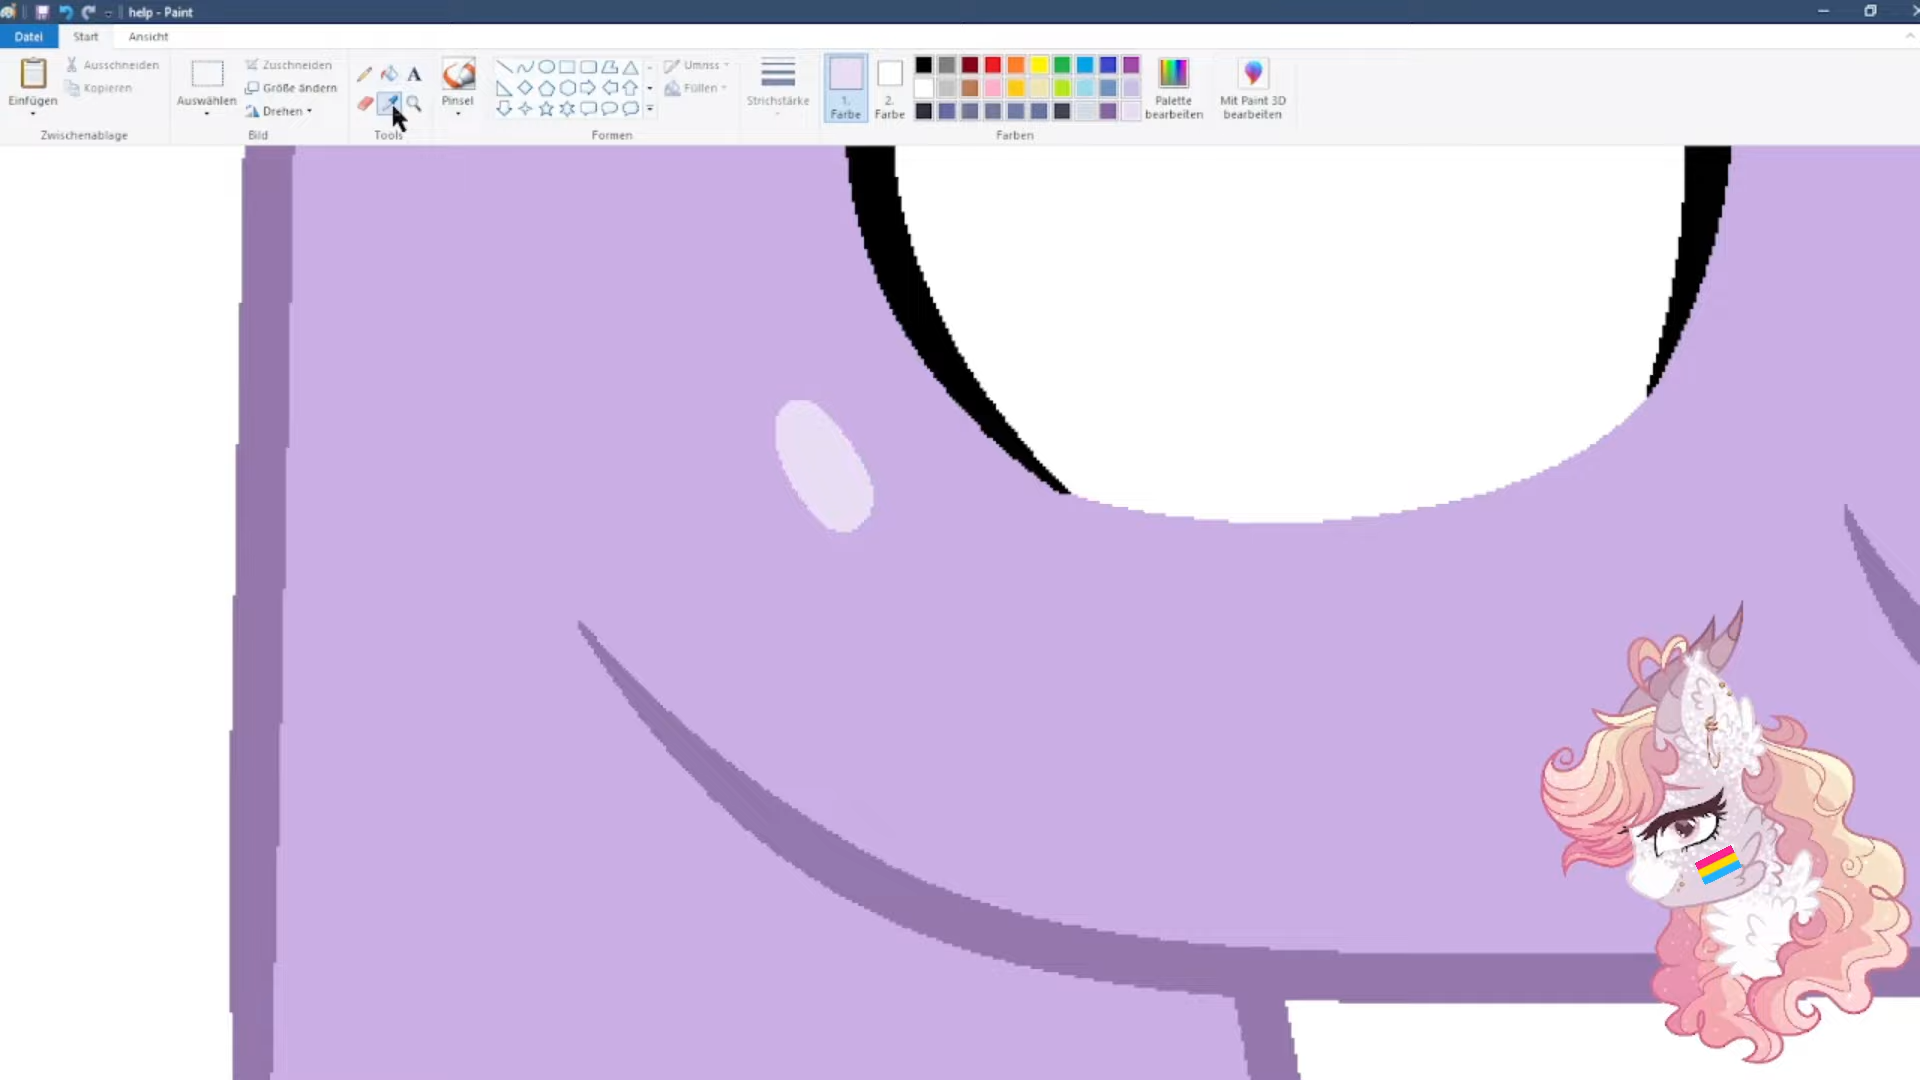 help - Paint
Datei Start Ansicht
Einfügen
Ausschneiden
Kopieren
Zwischenablage
Auswählen
Zuschneiden
Größe ändern
Drehen
Bild
A
Tools
Pinsel
Formen
Umriss
Füllen
Strichstärke
1.
Farbe
2.
Farbe
Palette
bearbeiten
Mit Paint 3D
bearbeiten
Farben